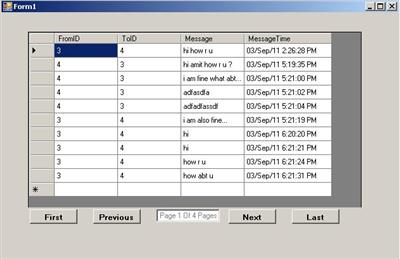 Form1
FromID ToID Message MessageTime
3 4 hi how r u 03/Sep/11 2:26:28 PM
4 3 hi amit how r u ? 03/Sep/11 5:19:35 PM
4 3 i am fine what abt... 03/Sep/11 5:21:00 PM
4 3 adfasdfa 03/Sep/11 5:21:02 PM
4 3 adfadfassdf 03/Sep/11 5:21:04 PM
4 3 i am also fine... 03/Sep/11 5:21:19 PM
3 4 hi 03/Sep/11 6:20:20 PM
3 4 hi 03/Sep/11 6:21:21 PM
3 4 how r u 03/Sep/11 6:21:24 PM
3 4 how abt u 03/Sep/11 6:21:31 PM
First Previous Page 1 Of 4 Pages Next Last